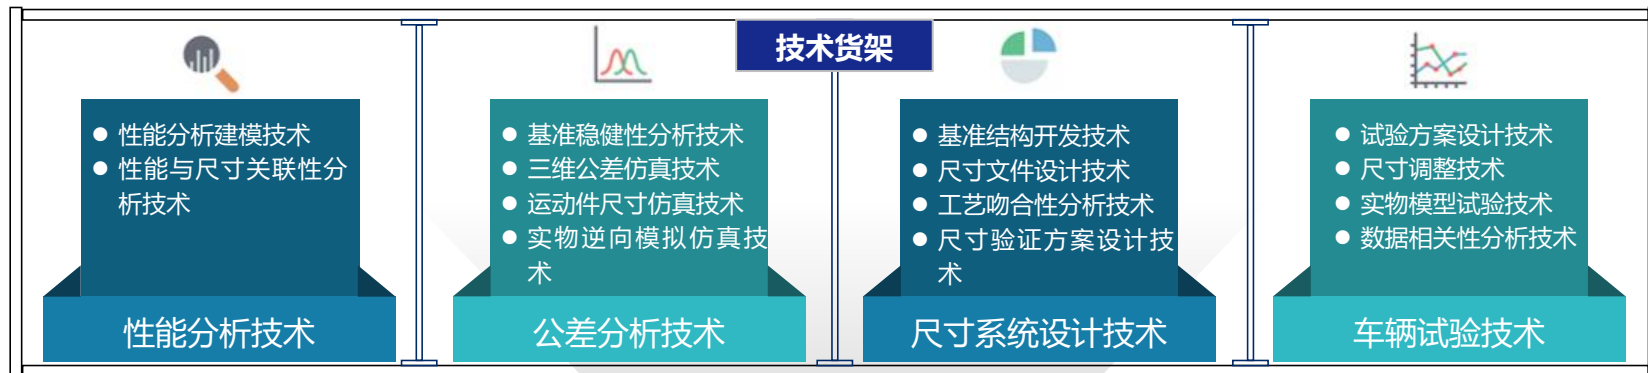 技术货架
性能分析建模技术
性能与尺寸关联性分
析技术
性能分析技术
基准稳健性分析技术
三维公差仿真技术
运动件尺寸仿真技术
实物逆向模拟仿真技
术
公差分析技术
基准结构开发技术
尺寸文件设计技术
工艺吻合性分析技术
尺寸验证方案设计技
术
尺寸系统设计技术
试验方案设计技术
尺寸调整技术
实物模型试验技术
数据相关性分析技术
车辆试验技术